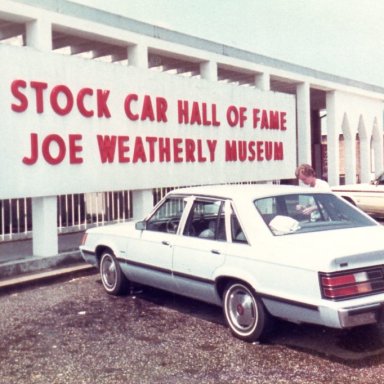 STOCK CAR HALL OF FAME
JOE WEATHERLY MUSEUM